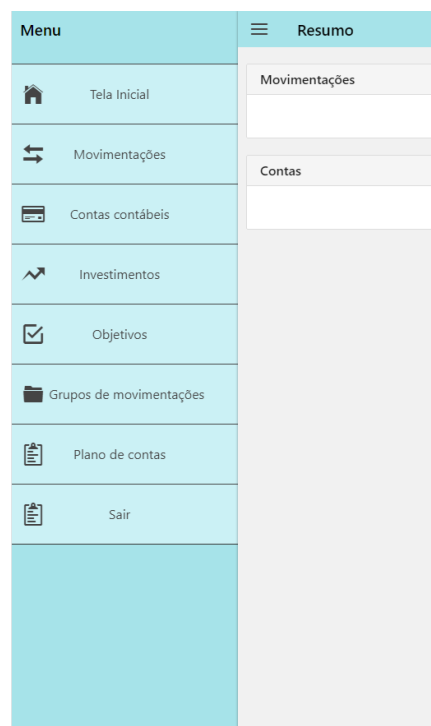 Menu
Tela Inicial
Movimentações
Contas contábeis
Investimentos
Objetivos
Grupos de movimentações
Plano de contas
Sair
Resumo
Movimentações
Contas